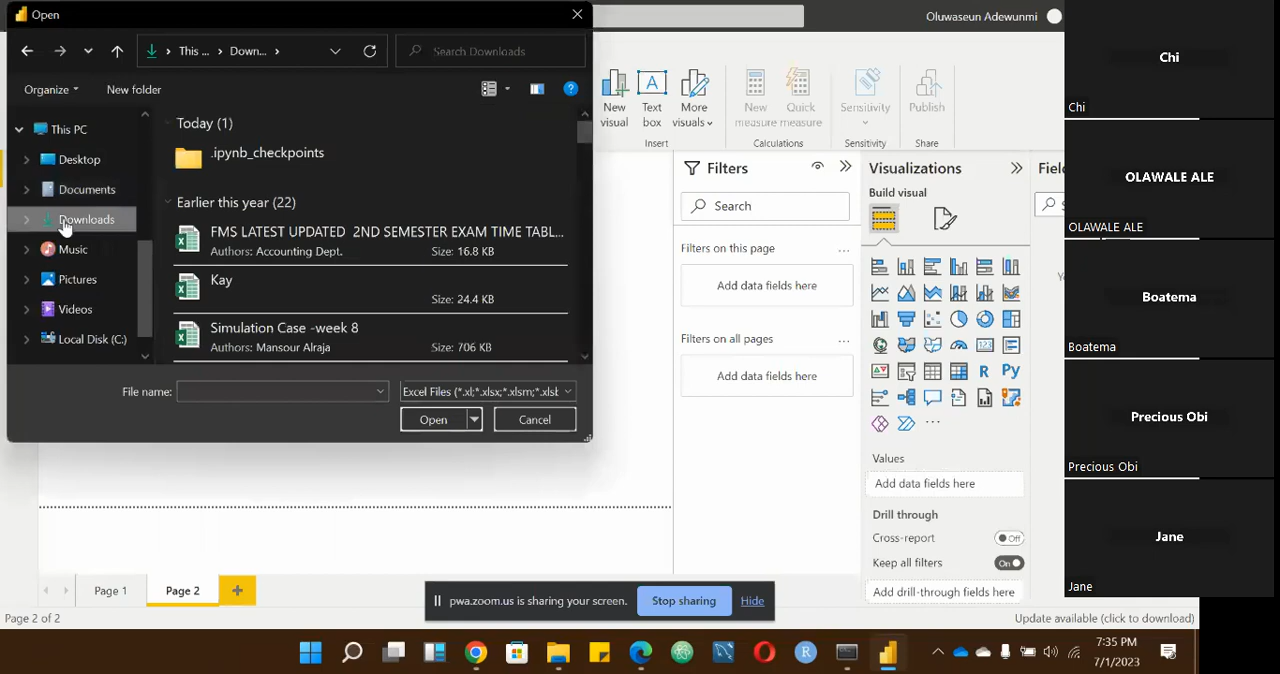 Open
This ... Down...
Search Downloads
Organize
New folder
This PC
Desktop
Documents
Downloads
Music
Pictures
Videos
Local Disk (C:)
Today (1)
.ipynb_checkpoints
Earlier this year (22)
FMS LATEST UPDATED 2ND SEMESTER EXAM TIME TABL...
Authors: Accounting Dept. Size: 16.8 KB
Kay
Size: 24.4 KB
Simulation Case -week 8
Authors: Mansour Alraja Size: 706 KB
File name:
Excel Files (*.xl;*.xlsx;*.xlsm;*.xlsb
Open
Cancel
Oluwaseun Adewunmi
New visual
Text box
More visuals
New measure
Quick measure
Sensitivity
Publish
Insert
Calculations
Sensitivity
Share
Filters
Search
Filters on this page
...
Add data fields here
Filters on all pages
...
Add data fields here
Visualizations
Build visual
R
Py
123
...
Values
Add data fields here
Drill through
Cross-report
Off
Keep all filters
On
Add drill-through fields here
Page 1
Page 2
+
Page 2 of 2
Update available (click to download)
pwa.zoom.us is sharing your screen.
Stop sharing
Hide
R
7:35 PM
7/1/2023
Chi
Chi
OLAWALE ALE
OLAWALE ALE
Boatema
Boatema
Precious Obi
Precious Obi
Jane
Jane